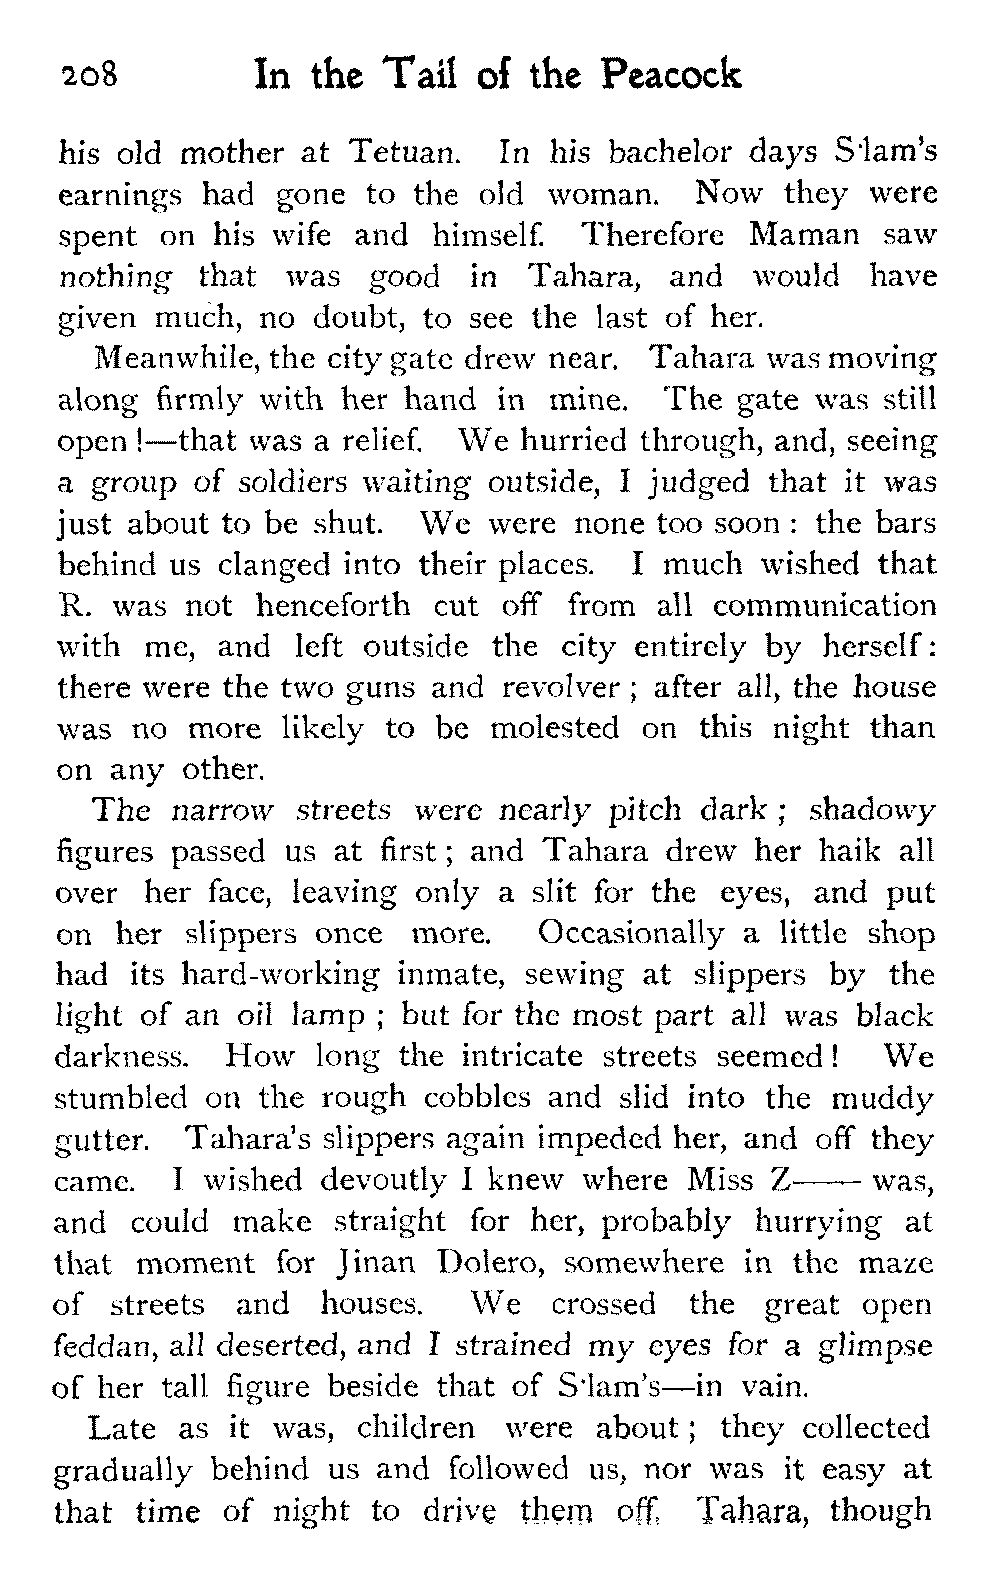 208 In the Tail of the Peacock
his old mother at Tetuan. In his bachelor days S·lam's
earnings had gone to the old woman. Now they were
spent on his wife and himself. Therefore Maman saw
nothing that was good in Tahara, and would have
given much, no doubt, to see the last of her.
Meanwhile, the city gate drew near. Tahara was moving
along firmly with her hand in mine. The gate was still
open!—that was a relief. We hurried through, and, seeing
a group of soldiers waiting outside, I judged that it was
just about to be shut. We were none too soon: the bars
behind us clanged into their places. I much wished that
R. was not henceforth cut off from all communication
with me, and left outside the city entirely by herself:
there were the two guns and revolver; after all, the house
was no more likely to be molested on this night than
on any other.
The narrow streets were nearly pitch dark; shadowy
figures passed us at first; and Tahara drew her haik all
over her face, leaving only a slit for the eyes, and put
on her slippers once more. Occasionally a little shop
had its hard-working inmate, sewing at slippers by the
light of an oil lamp; but for the most part all was black
darkness. How long the intricate streets seemed! We
stumbled on the rough cobbles and slid into the muddy
gutter. Tahara's slippers again impeded her, and off they
came. I wished devoutly I knew where Miss Z—— was,
and could make straight for her, probably hurrying at
that moment for Jinan Dolero, somewhere in the maze
of streets and houses. We crossed the great open
feddan, all deserted, and I strained my eyes for a glimpse
of her tall figure beside that of S·lam's—in vain.
Late as it was, children were about; they collected
gradually behind us and followed us, nor was it easy at
that time of night to drive them off. Tahara, though